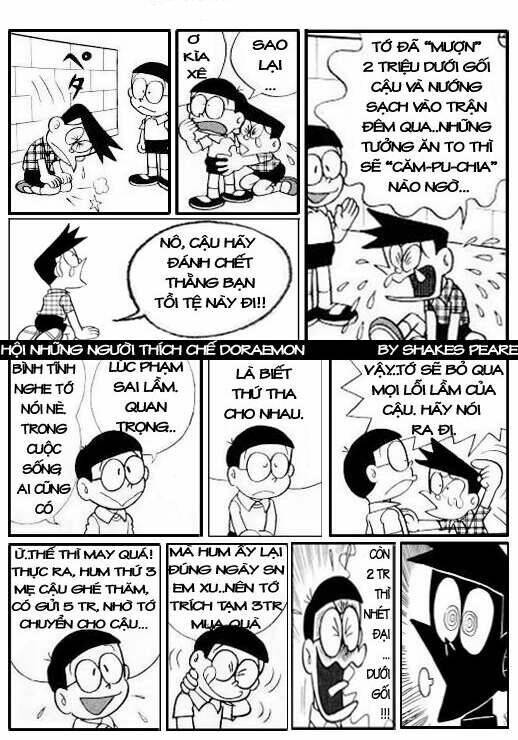 ペタ
Ơ
KÌA
XÊ
SAO
LẠI
...
TỚ ĐÃ “MƯỢN”
2 TRIỆU DƯỚI GỐI
CẬU VÀ NƯỚNG
SẠCH VÀO TRẬN
ĐÊM QUA..NHỮNG
TƯỞNG ĂN TO THÌ
SẼ “CĂM-PU-CHIA”
NÀO NGỜ...
NÔ, CẬU HÃY
ĐÁNH CHẾT
THẰNG BẠN
TỒI TỆ NÀY ĐI!!
HỘI NHỮNG NGƯỜI THÍCH CHẾ DORAEMON
BY SHAKES PEARE
BÌNH TĨNH
NGHE TỚ
NÓI NÈ.
TRONG
CUỘC
SỐNG
AI CŨNG
CÓ
LÚC PHẠM
SAI LẦM.
QUAN
TRỌNG..
LÀ BIẾT
THỨ THA
CHO NHAU.
VẬY..TỚ SẼ BỎ QUA
MỌI LỖI LẦM CỦA
CẬU. HÃY NÓI
RA ĐI.
Ừ..THẾ THÌ MAY QUÁ!
THỰC RA, HUM THỨ 3
MẸ CẬU GHÉ THĂM,
CÓ GỬI 5 TR, NHỜ TỚ
CHUYỂN CHO CẬU...
MÀ HUM ẤY LẠI
ĐÚNG NGÀY SN
EM XU..NÊN TỚ
TRÍCH TẠM 3TR
MUA QUÀ
CÒN
2 TR
THÌ
NHÉT
ĐẠI
...
DƯỚI
GỐI
!!!